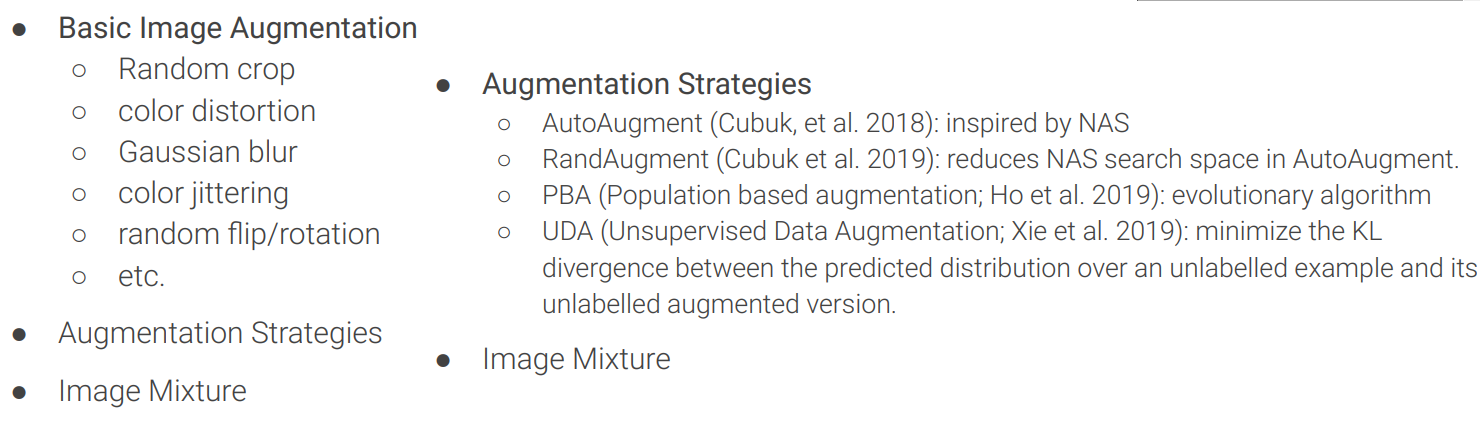 Basic Image Augmentation
Random crop
color distortion
Gaussian blur
color jittering
random flip/rotation
etc.
Augmentation Strategies
Image Mixture
Augmentation Strategies
AutoAugment (Cubuk, et al. 2018): inspired by NAS
RandAugment (Cubuk et al. 2019): reduces NAS search space in AutoAugment.
PBA (Population based augmentation; Ho et al. 2019): evolutionary algorithm
UDA (Unsupervised Data Augmentation; Xie et al. 2019): minimize the KL
divergence between the predicted distribution over an unlabelled example and its
unlabelled augmented version.
Image Mixture